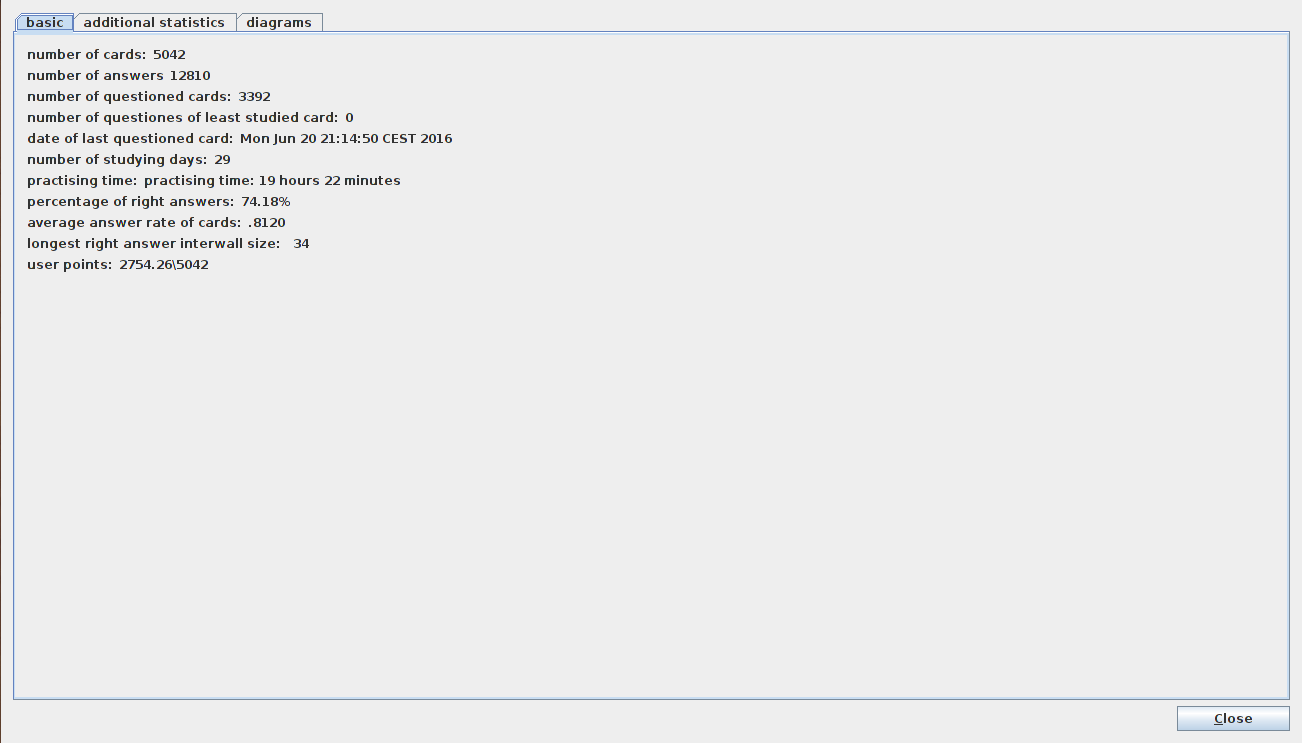 basic additional statistics diagrams
number of cards: 5042
number of answers 12810
number of questioned cards: 3392
number of questiones of least studied card: 0
date of last questioned card: Mon Jun 20 21:14:50 CEST 2016
number of studying days: 29
practising time: practising time: 19 hours 22 minutes
percentage of right answers: 74.18%
average answer rate of cards: .8120
longest right answer interwall size: 34
user points: 2754.26\5042
Close